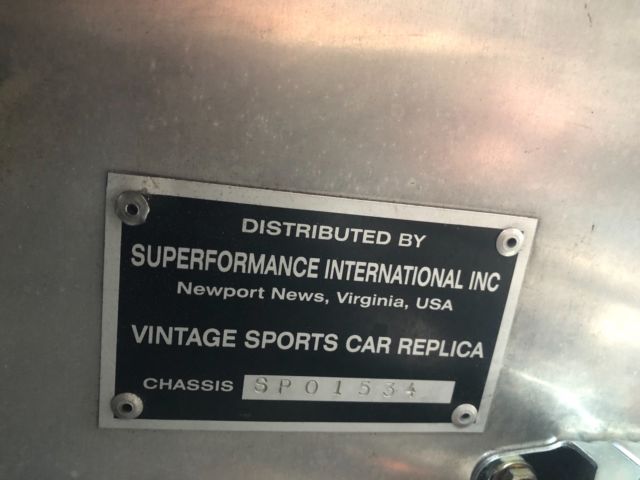 DISTRIBUTED BY
SUPERFORMANCE INTERNATIONAL INC
Newport News, Virginia, USA
VINTAGE SPORTS CAR REPLICA
CHASSIS SP01534